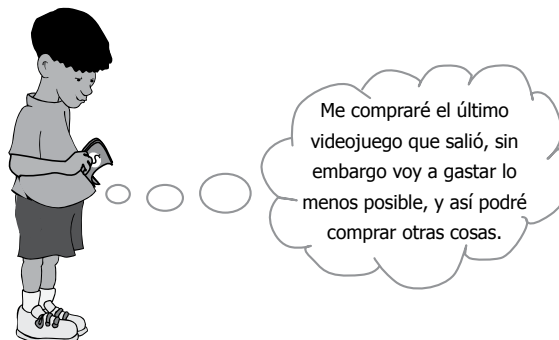 Me compraré el último
videojuego que salió, sin
embargo voy a gastar lo
menos posible, y así podré
comprar otras cosas.